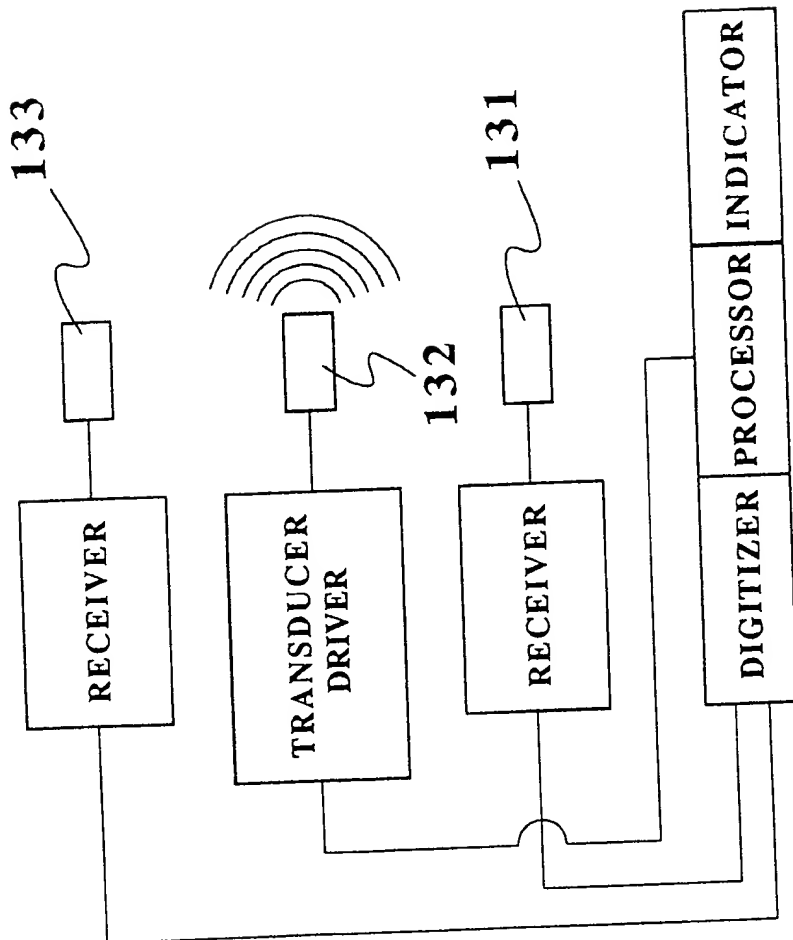 133
RECEIVER
TRANSDUCER
DRIVER
132
RECEIVER
131
DIGITIZER
PROCESSOR
INDICATOR